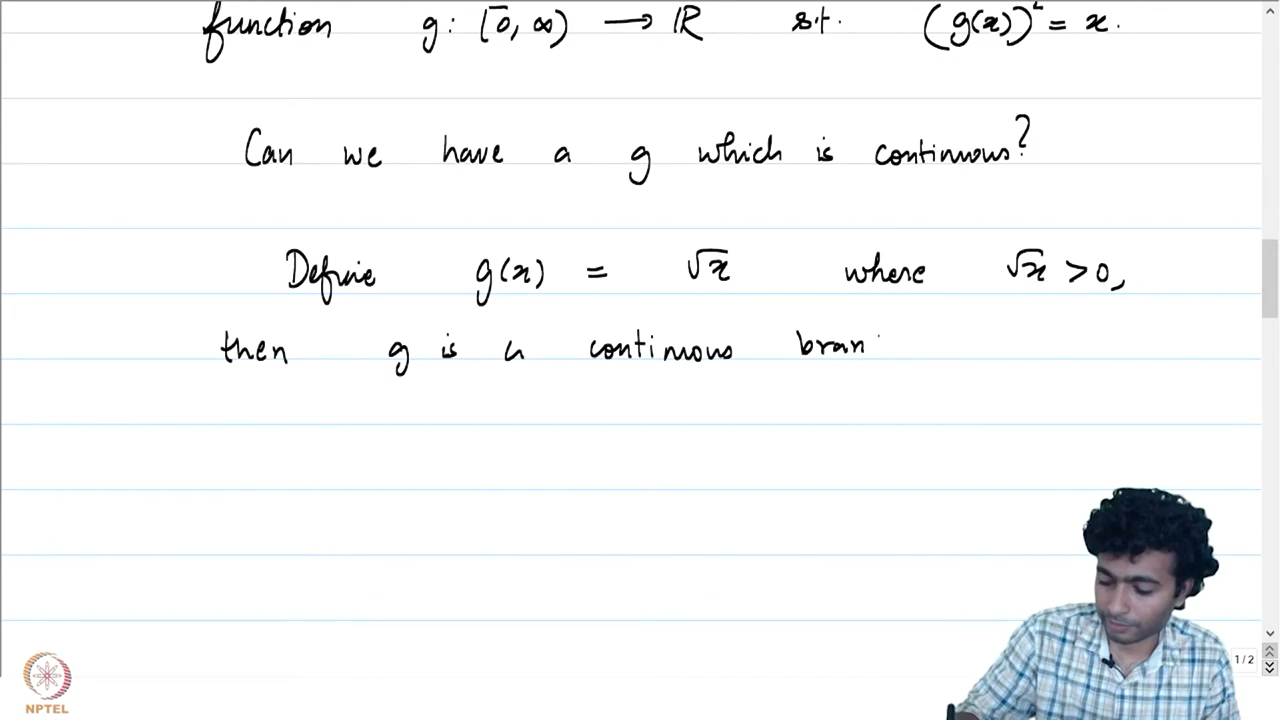 function g: [0, ∞) ⟶ ℝ s.t. (g(x))² = x.
Can we have a g which is continuous?
Define g(x) = √x where √x > 0,
then g is a continuous bran
1/2
NPTEL